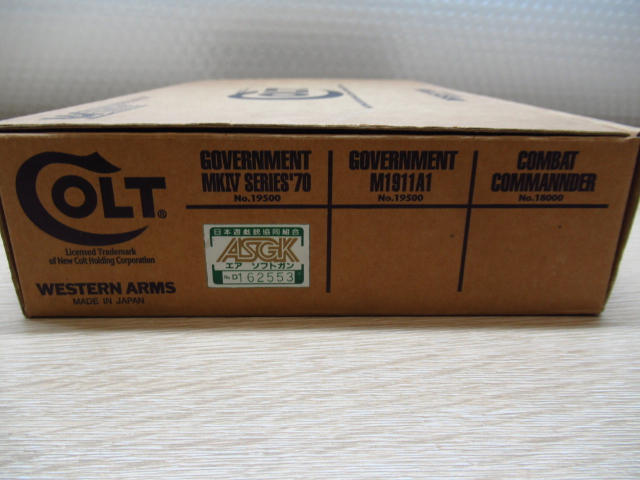 COLT
COLT®
Licensed Trademark
of New Colt Holding Corporation
WESTERN ARMS
MADE IN JAPAN
GOVERNMENT
MKIV SERIES'70
No.19500
日本遊戯銃協同組合
ASGK
エア ソフトガン
No.D162553
GOVERNMENT
M1911A1
No.19500
COMBAT
COMMANNDER
No.18000